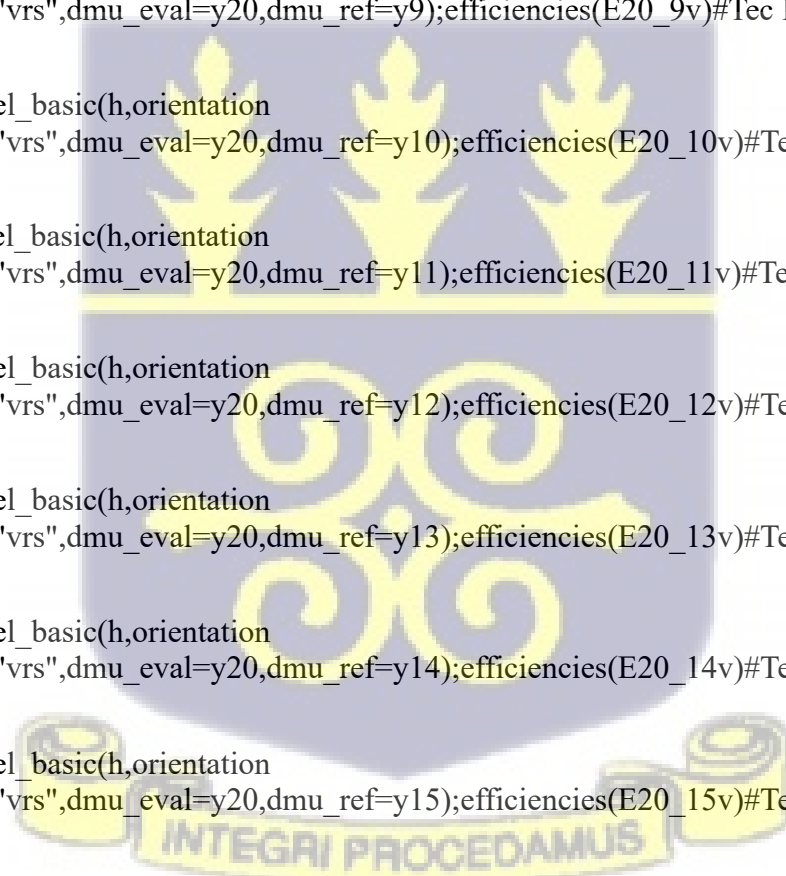 "vrs",dmu_eval=y20,dmu_ref=y9);efficiencies(E20_9v)#Tec
el_basic(h,orientation
"vrs",dmu_eval=y20,dmu_ref=y10);efficiencies(E20_10v)#Te
el_basic(h,orientation
"vrs",dmu_eval=y20,dmu_ref=y11);efficiencies(E20_11v)#Te
el_basic(h,orientation
"vrs",dmu_eval=y20,dmu_ref=y12);efficiencies(E20_12v)#Te
el_basic(h,orientation
"vrs",dmu_eval=y20,dmu_ref=y13);efficiencies(E20_13v)#Te
el_basic(h,orientation
"vrs",dmu_eval=y20,dmu_ref=y14);efficiencies(E20_14v)#Te
el_basic(h,orientation
"vrs",dmu_eval=y20,dmu_ref=y15);efficiencies(E20_15v)#Te
INTEGRI PROCEDAMUS